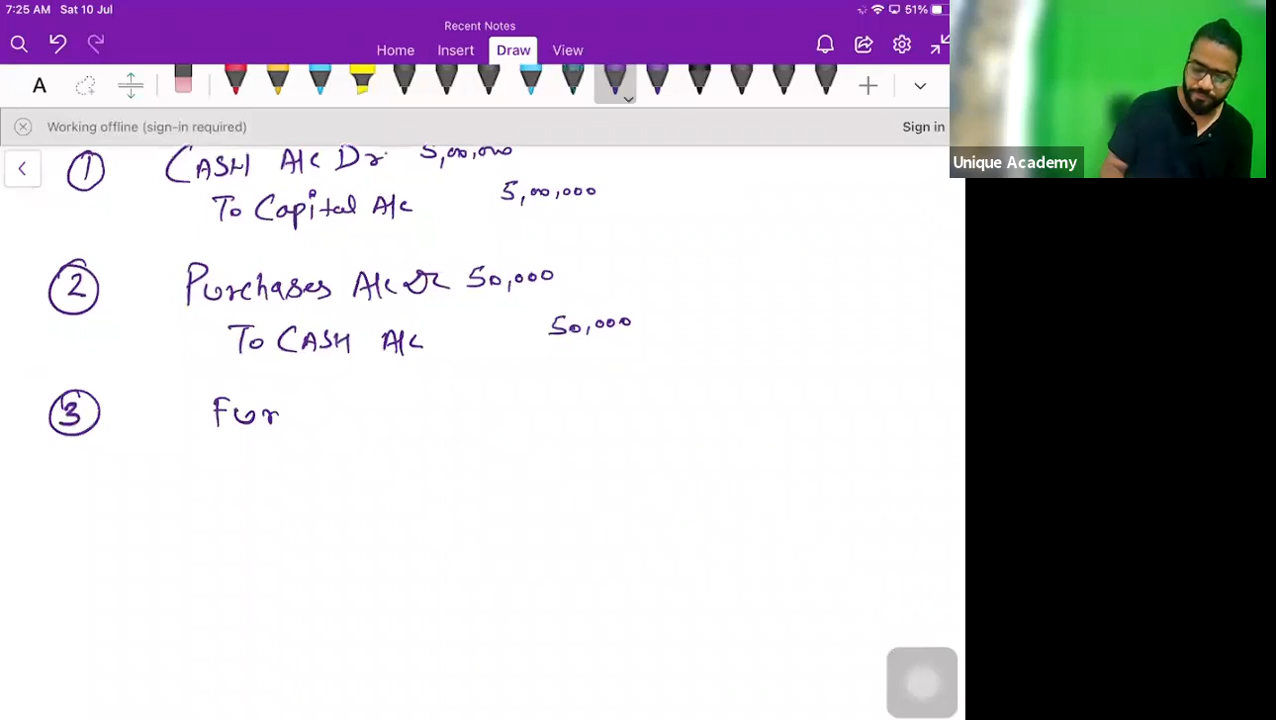 7:25 AM Sat 10 Jul
51%
Recent Notes
Home Insert Draw View
A
Working offline (sign-in required)
Sign in
Unique Academy
1 CASH A/c Dr 5,00,000
To Capital A/c 5,00,000
2 Purchases A/c Dr 50,000
To CASH A/c 50,000
3 Fur